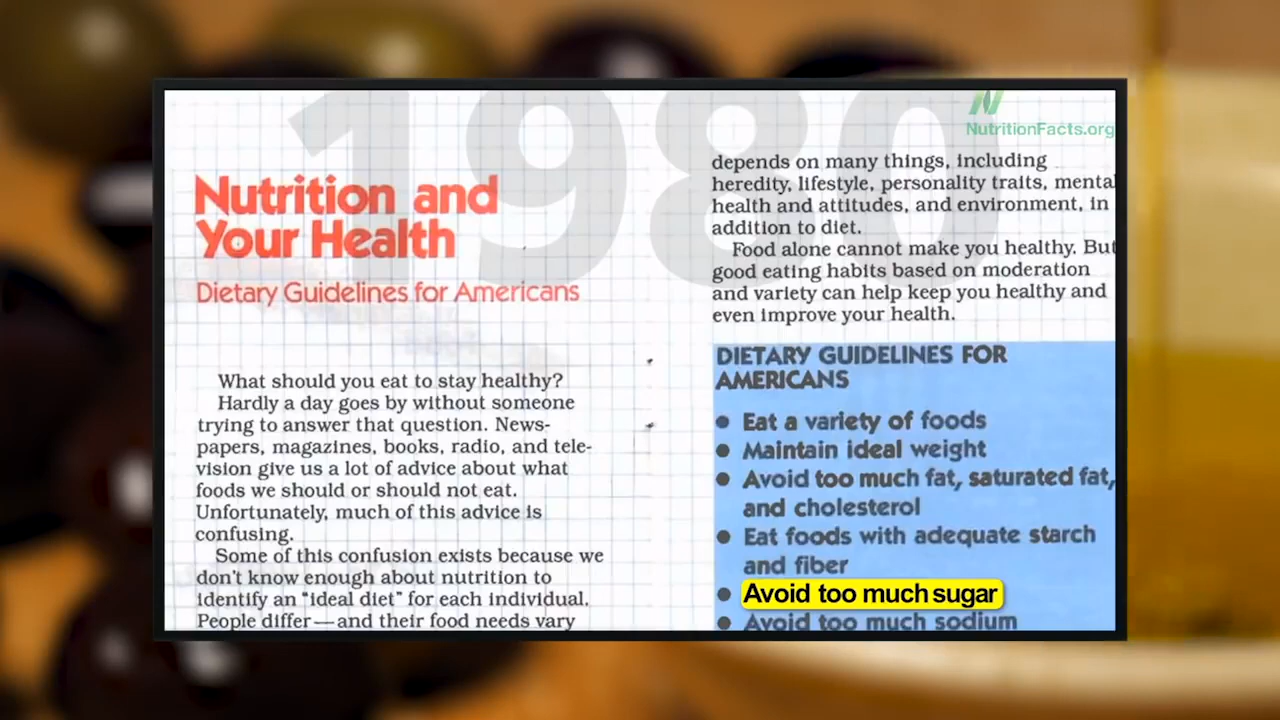 1980
NutritionFacts.org
Nutrition and
Your Health
Dietary Guidelines for Americans
What should you eat to stay healthy?
Hardly a day goes by without someone
trying to answer that question. News-
papers, magazines, books, radio, and tele-
vision give us a lot of advice about what
foods we should or should not eat.
Unfortunately, much of this advice is
confusing.
Some of this confusion exists because we
don't know enough about nutrition to
identify an "ideal diet" for each individual.
People differ—and their food needs vary
depends on many things, including
heredity, lifestyle, personality traits, mental
health and attitudes, and environment, in
addition to diet.
Food alone cannot make you healthy. But
good eating habits based on moderation
and variety can help keep you healthy and
even improve your health.
DIETARY GUIDELINES FOR
AMERICANS
● Eat a variety of foods
● Maintain ideal weight
● Avoid too much fat, saturated fat,
and cholesterol
● Eat foods with adequate starch
and fiber
● Avoid too much sugar
● Avoid too much sodium